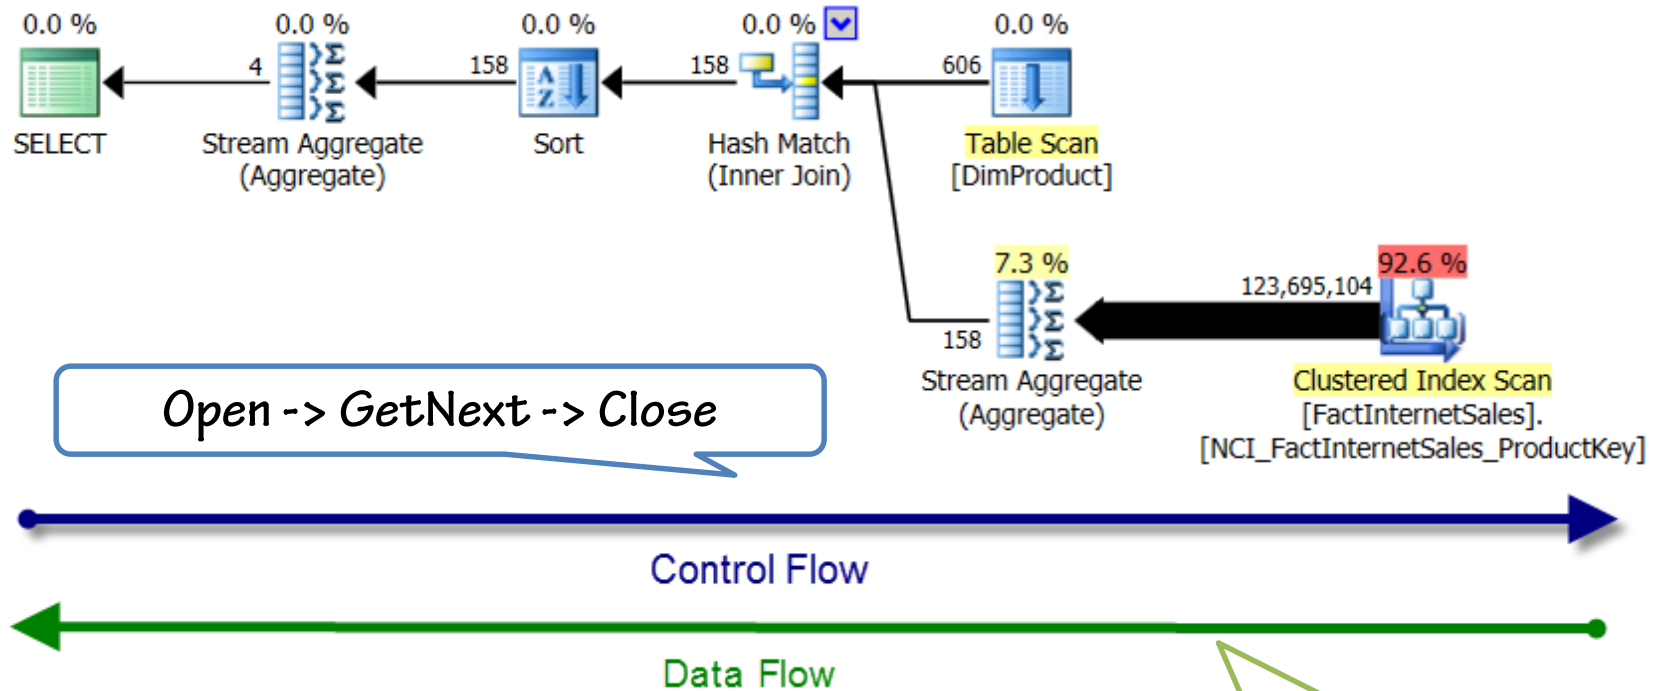 0.0 %
0.0 %
0.0 %
0.0 %
0.0 %
4
158
158
606
SELECT
Stream Aggregate
(Aggregate)
Sort
Hash Match
(Inner Join)
Table Scan
[DimProduct]
7.3 %
92.6 %
123,695,104
158
Stream Aggregate
(Aggregate)
Clustered Index Scan
[FactInternetSales].
[NCI_FactInternetSales_ProductKey]
Open -> GetNext -> Close
Control Flow
Data Flow